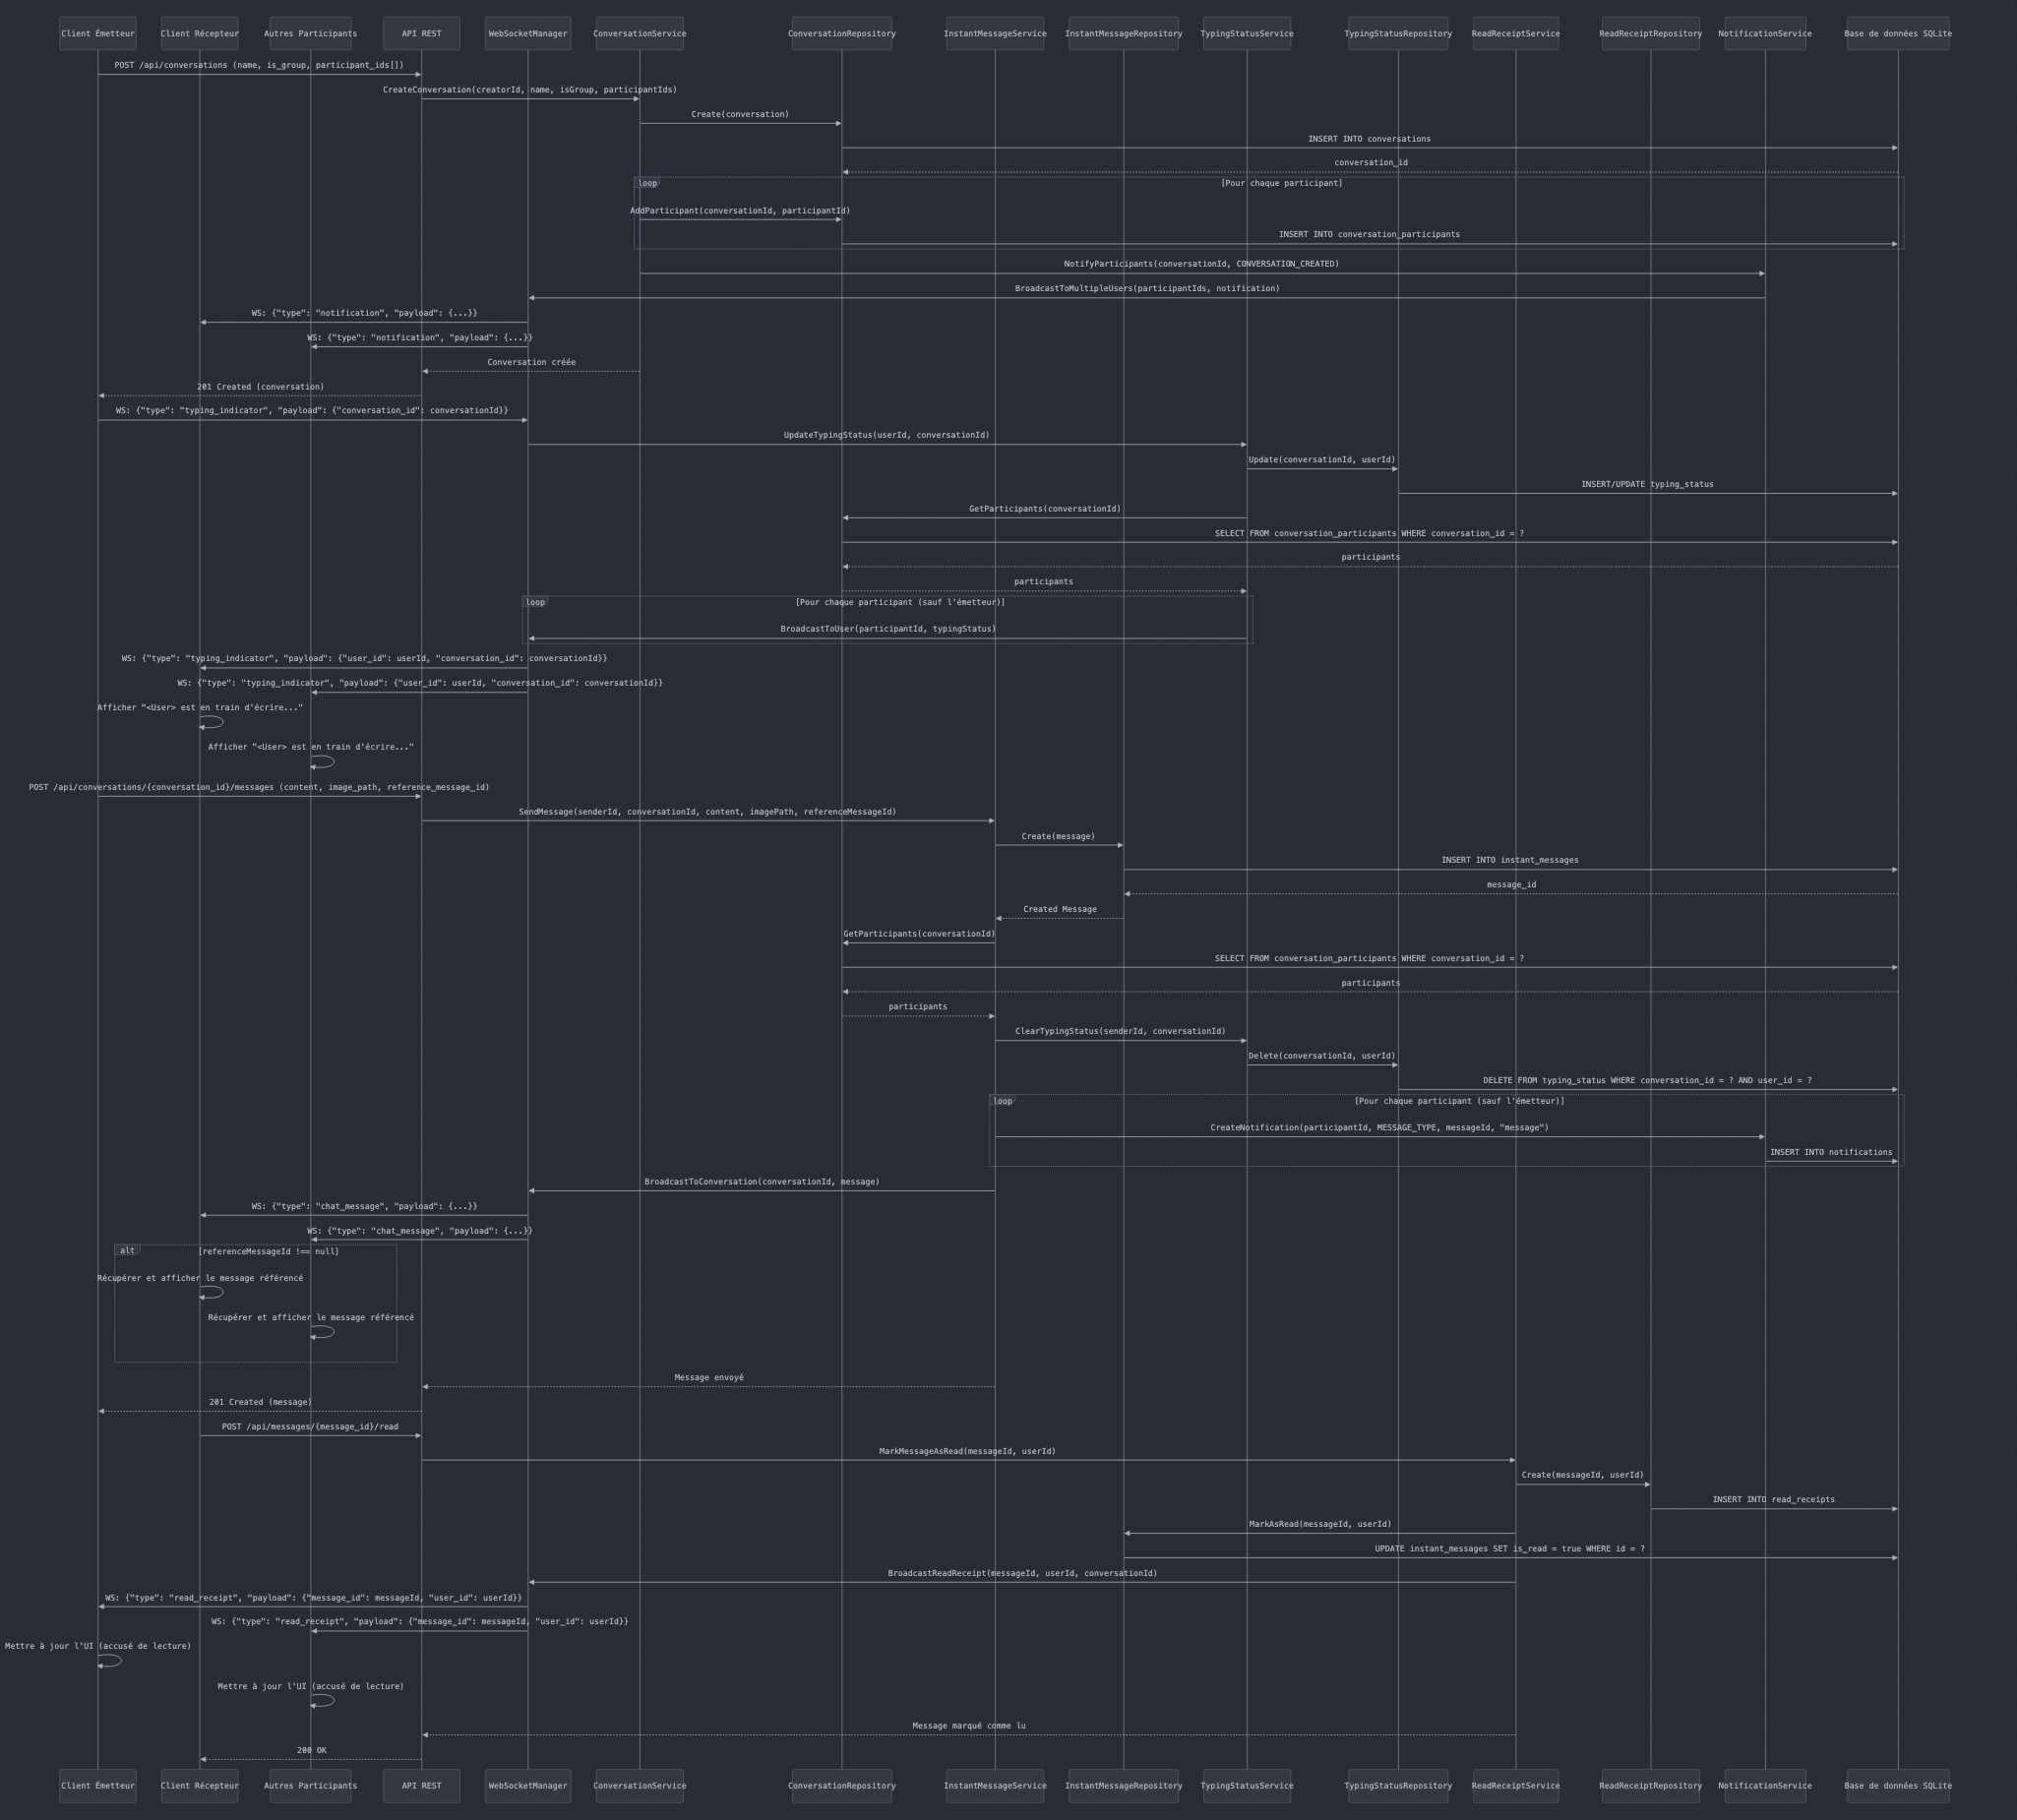 Client Émetteur
Client Récepteur
Autres Participants
API REST
WebSocketManager
ConversationService
ConversationRepository
InstantMessageService
InstantMessageRepository
TypingStatusService
TypingStatusRepository
ReadReceiptService
ReadReceiptRepository
NotificationService
Base de données SQLite
POST /api/conversations (name, is_group, participant_ids[])
CreateConversation(creatorId, name, isGroup, participantIds)
Create(conversation)
INSERT INTO conversations
conversation_id
loop
[Pour chaque participant]
AddParticipant(conversationId, participantId)
INSERT INTO conversation_participants
NotifyParticipants(conversationId, CONVERSATION_CREATED)
BroadcastToMultipleUsers(participantIds, notification)
WS: {"type": "notification", "payload": {...}}
WS: {"type": "notification", "payload": {...}}
Conversation créée
201 Created (conversation)
WS: {"type": "typing_indicator", "payload": {"conversation_id": conversationId}}
UpdateTypingStatus(userId, conversationId)
Update(conversationId, userId)
INSERT/UPDATE typing_status
GetParticipants(conversationId)
SELECT FROM conversation_participants WHERE conversation_id = ?
participants
participants
loop
[Pour chaque participant (sauf l'émetteur)]
BroadcastToUser(participantId, typingStatus)
WS: {"type": "typing_indicator", "payload": {"user_id": userId, "conversation_id": conversationId}}
WS: {"type": "typing_indicator", "payload": {"user_id": userId, "conversation_id": conversationId}}
Afficher "<User> est en train d'écrire..."
Afficher "<User> est en train d'écrire..."
POST /api/conversations/{conversation_id}/messages (content, image_path, reference_message_id)
SendMessage(senderId, conversationId, content, imagePath, referenceMessageId)
Create(message)
INSERT INTO instant_messages
message_id
Created Message
GetParticipants(conversationId)
SELECT FROM conversation_participants WHERE conversation_id = ?
participants
participants
ClearTypingStatus(senderId, conversationId)
Delete(conversationId, userId)
DELETE FROM typing_status WHERE conversation_id = ? AND user_id = ?
loop
[Pour chaque participant (sauf l'émetteur)]
CreateNotification(participantId, MESSAGE_TYPE, messageId, "message")
INSERT INTO notifications
BroadcastToConversation(conversationId, message)
WS: {"type": "chat_message", "payload": {...}}
WS: {"type": "chat_message", "payload": {...}}
alt
[referenceMessageId !== null]
Récupérer et afficher le message référencé
Récupérer et afficher le message référencé
Message envoyé
201 Created (message)
POST /api/messages/{message_id}/read
MarkMessageAsRead(messageId, userId)
Create(messageId, userId)
INSERT INTO read_receipts
MarkAsRead(messageId, userId)
UPDATE instant_messages SET is_read = true WHERE id = ?
BroadcastReadReceipt(messageId, userId, conversationId)
WS: {"type": "read_receipt", "payload": {"message_id": messageId, "user_id": userId}}
WS: {"type": "read_receipt", "payload": {"message_id": messageId, "user_id": userId}}
Mettre à jour l'UI (accusé de lecture)
Mettre à jour l'UI (accusé de lecture)
Message marqué comme lu
200 OK
Client Émetteur
Client Récepteur
Autres Participants
API REST
WebSocketManager
ConversationService
ConversationRepository
InstantMessageService
InstantMessageRepository
TypingStatusService
TypingStatusRepository
ReadReceiptService
ReadReceiptRepository
NotificationService
Base de données SQLite